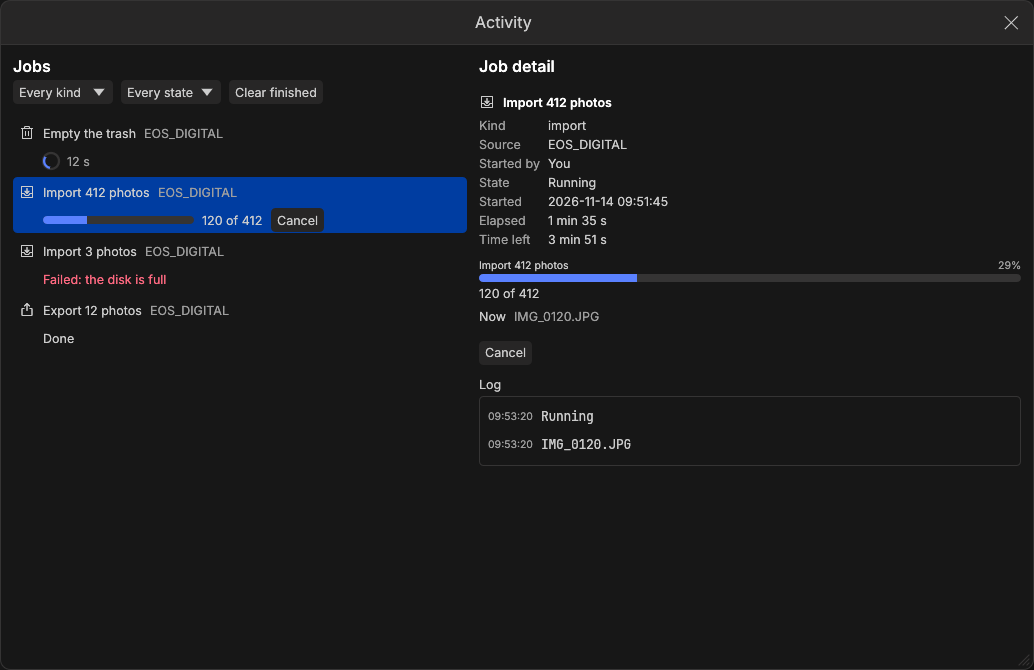 Activity
Jobs
Every kind
Every state
Clear finished
Empty the trash EOS_DIGITAL
12 s
Import 412 photos EOS_DIGITAL
120 of 412
Cancel
Import 3 photos EOS_DIGITAL
Failed: the disk is full
Export 12 photos EOS_DIGITAL
Done
Job detail
Import 412 photos
Kind import
Source EOS_DIGITAL
Started by You
State Running
Started 2026-11-14 09:51:45
Elapsed 1 min 35 s
Time left 3 min 51 s
Import 412 photos 29%
120 of 412
Now IMG_0120.JPG
Cancel
Log
09:53:20 Running
09:53:20 IMG_0120.JPG